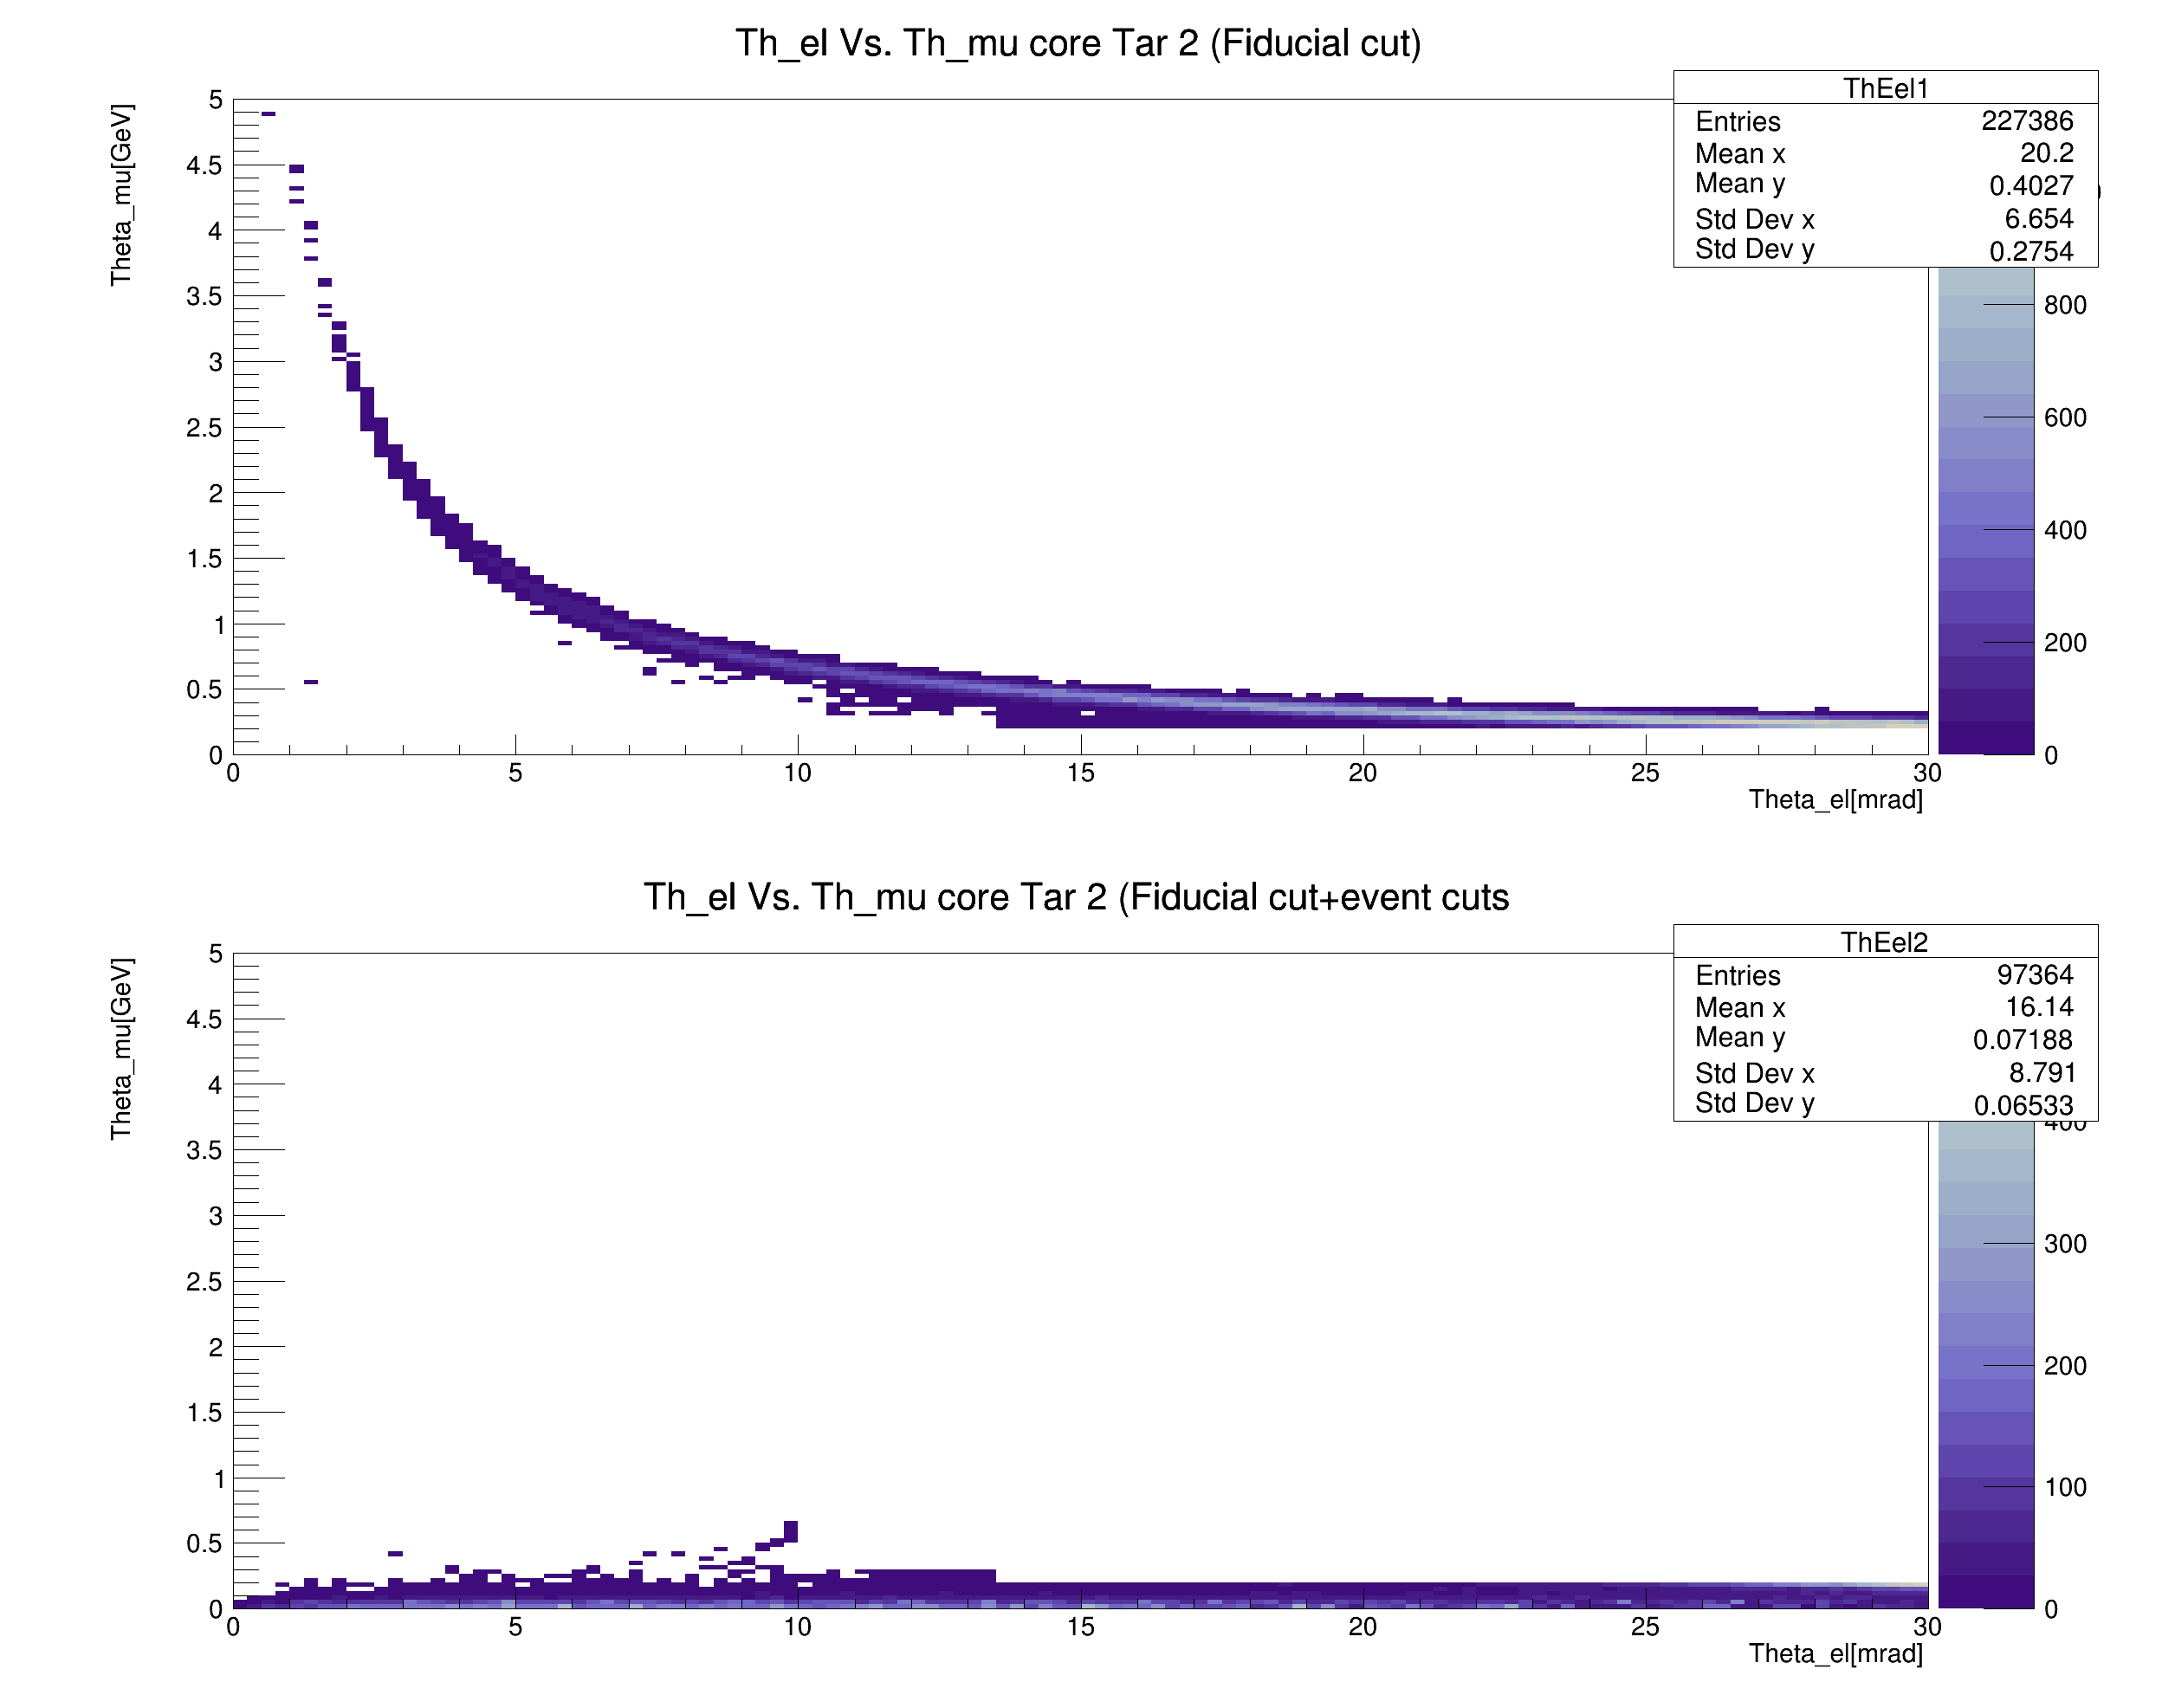 Th_el Vs. Th_mu core Tar 2 (Fiducial cut)
Theta_mu[GeV]
ThEel1
Entries 227386
Mean x 20.2
Mean y 0.4027
Std Dev x 6.654
Std Dev y 0.2754
5
4.5
4
3.5
3
2.5
2
1.5
1
0.5
0
800
600
400
200
0
0 5 10 15 20 25 30
Theta_el[mrad]
Th_el Vs. Th_mu core Tar 2 (Fiducial cut+event cuts
Theta_mu[GeV]
ThEel2
Entries 97364
Mean x 16.14
Mean y 0.07188
Std Dev x 8.791
Std Dev y 0.06533
5
4.5
4
3.5
3
2.5
2
1.5
1
0.5
0
400
300
200
100
0
0 5 10 15 20 25 30
Theta_el[mrad]